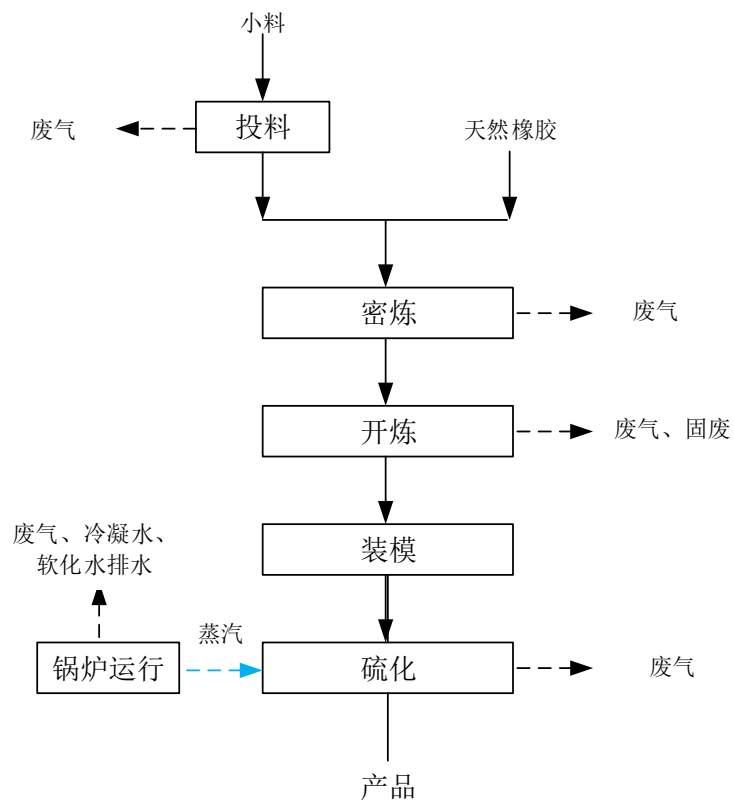 小料
投料
废气
天然橡胶
密炼
废气
开炼
废气、固废
装模
废气、冷凝水、
软化水排水
锅炉运行
蒸汽
硫化
废气
产品